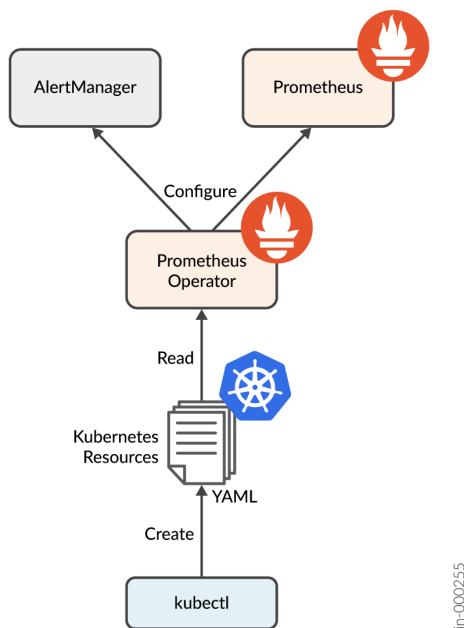 AlertManager
Prometheus
Configure
Prometheus
Operator
Read
Kubernetes
Resources
YAML
Create
kubectl
jn-000255